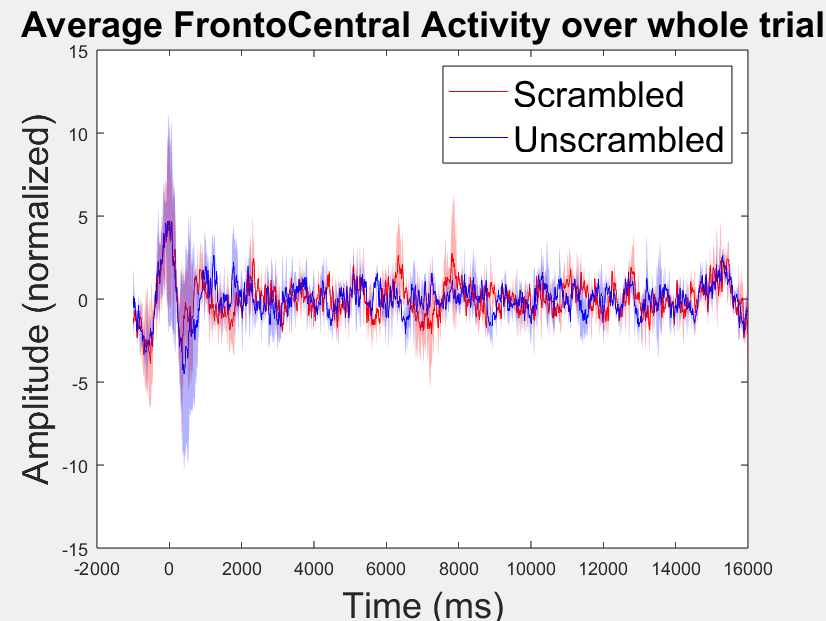 Average FrontoCentral Activity over whole trial
15
10
5
0
-5
-10
-15
Amplitude (normalized)
Scrambled
Unscrambled
-2000 0 2000 4000 6000 8000 10000 12000 14000 16000
Time (ms)